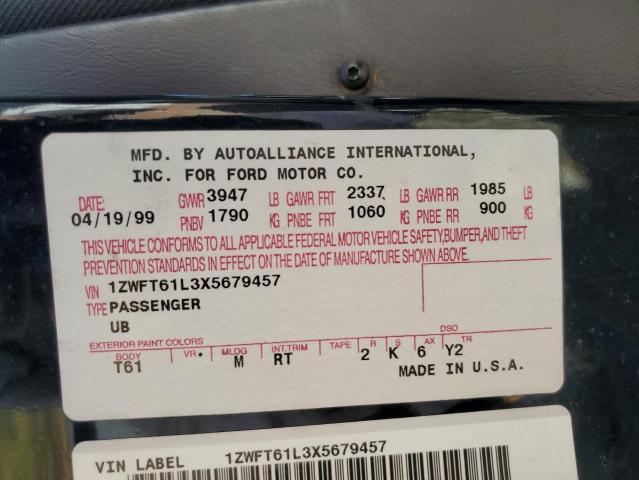 MFD. BY AUTOALLIANCE INTERNATIONAL,
INC. FOR FORD MOTOR CO.
DATE: GVWR 3947 LB GAWR FRT 2337 LB GAWR RR 1985 LB
04/19/99 PNBV 1790 KG PNBE FRT 1060 KG PNBE RR 900 KG
THIS VEHICLE CONFORMS TO ALL APPLICABLE FEDERAL MOTOR VEHICLE SAFETY, BUMPER, AND THEFT
PREVENTION STANDARDS IN EFFECT ON THE DATE OF MANUFACTURE SHOWN ABOVE.
VIN 1ZWFT61L3X5679457
TYPE PASSENGER
UB
EXTERIOR PAINT COLORS DSO
BODY VR MLDG INT.TRIM TAPE R S AX TR
T61 M RT 2 K 6 Y2
MADE IN U.S.A.
VIN LABEL 1ZWFT61L3X5679457